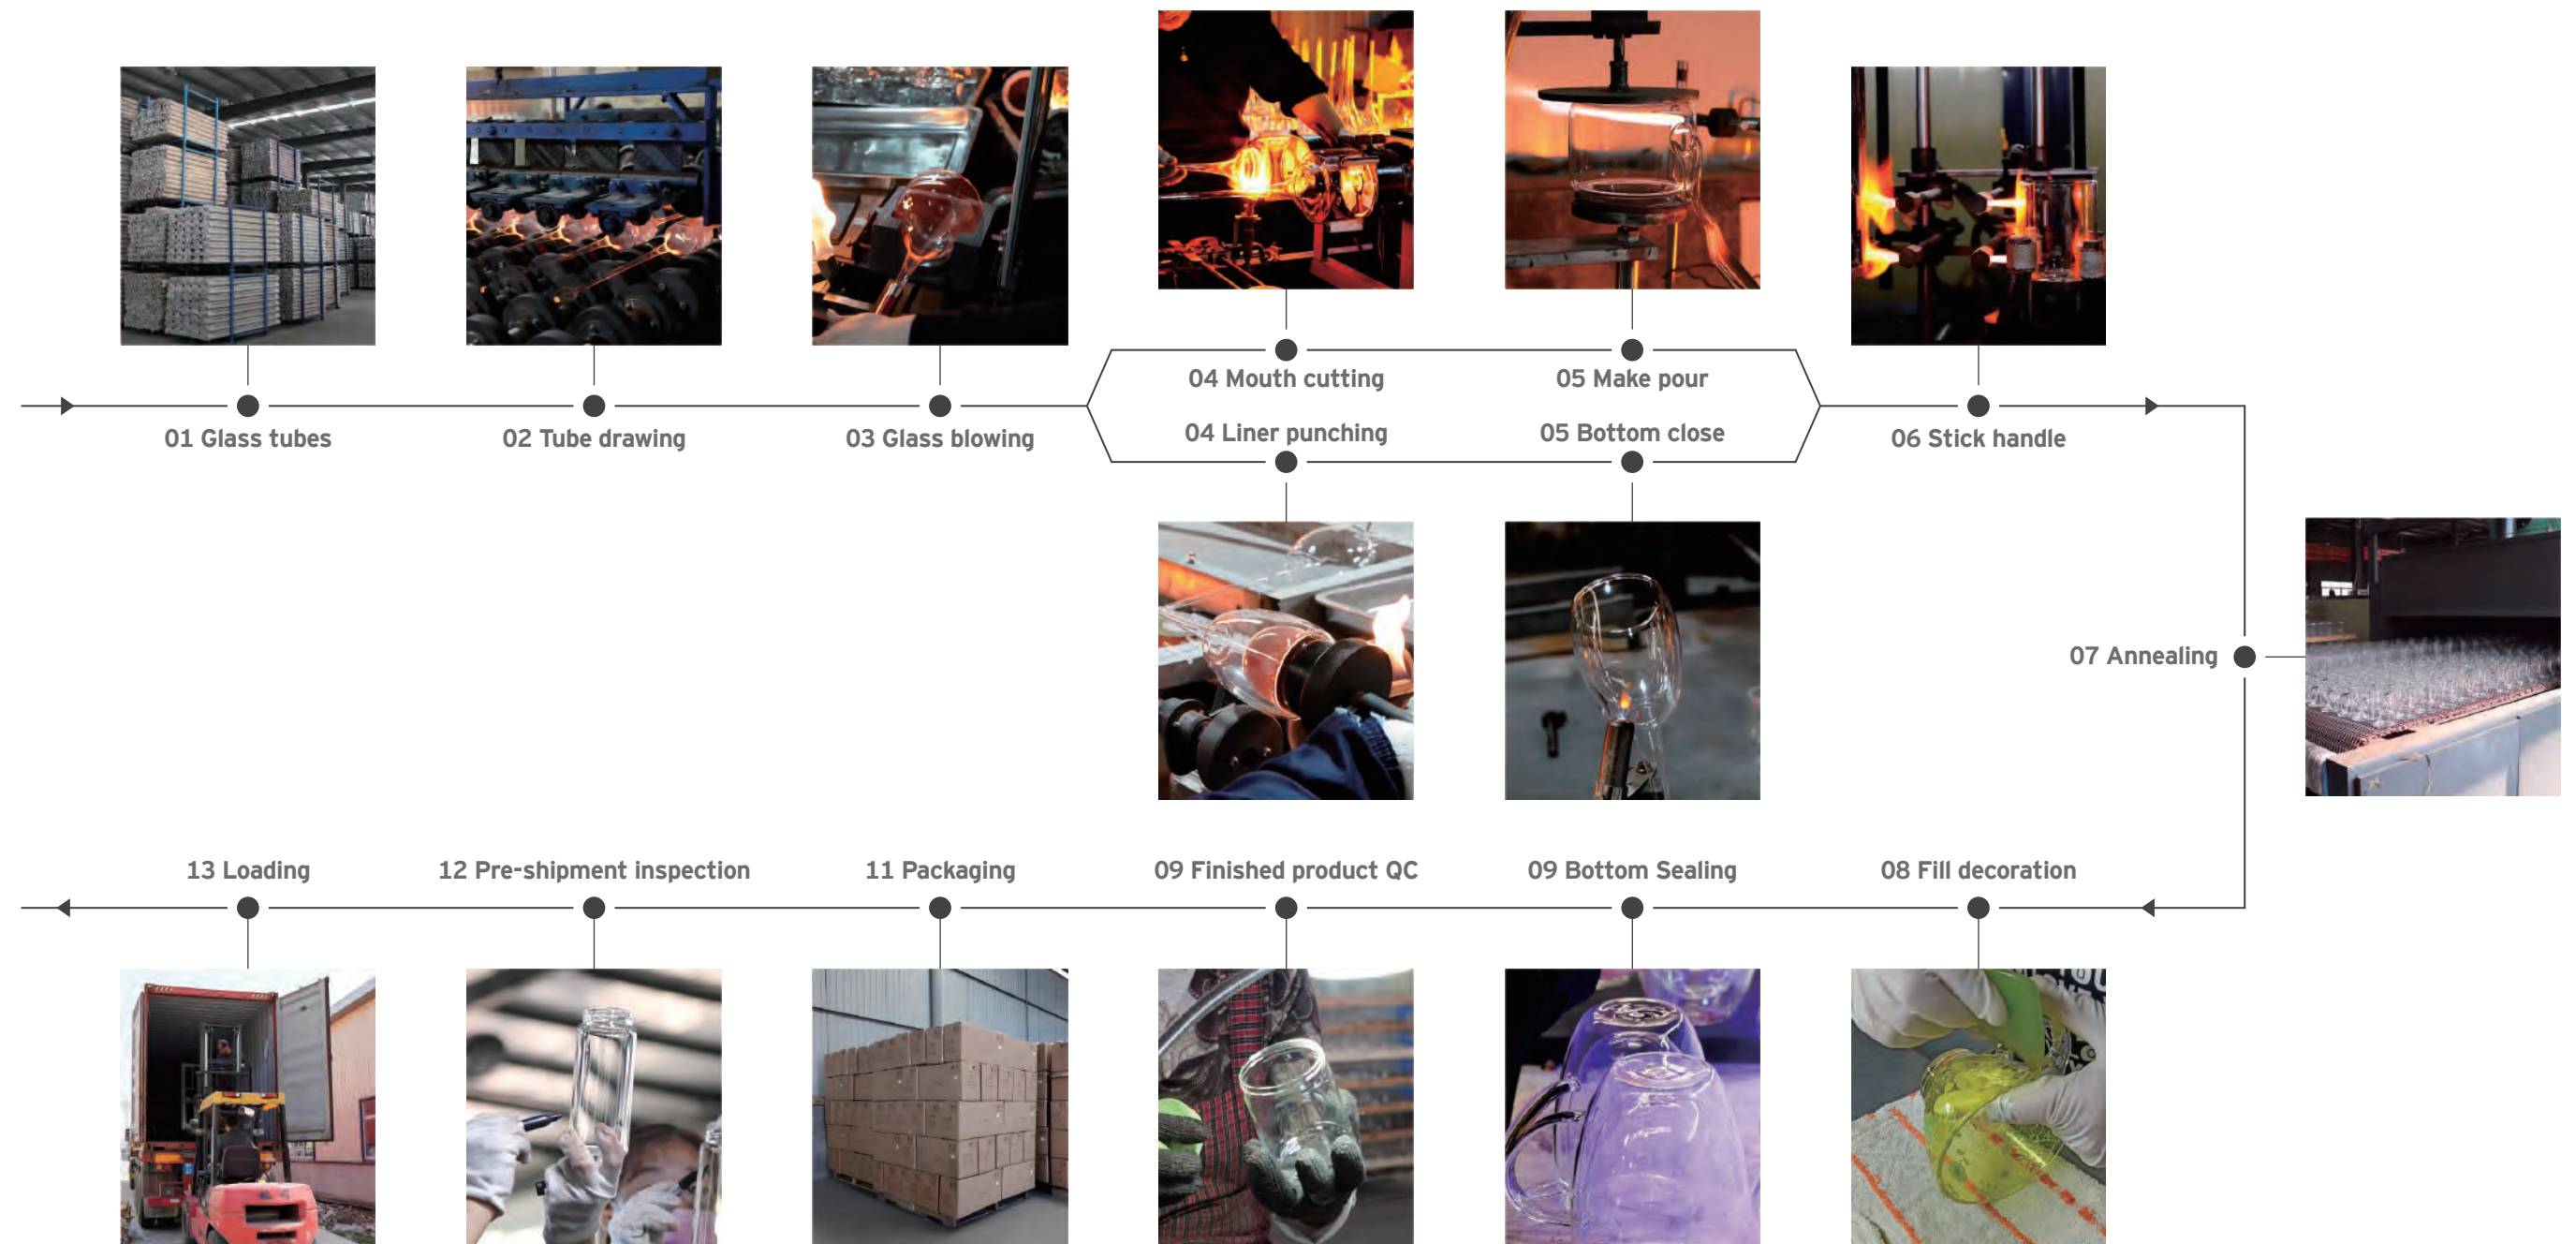 01 Glass tubes
02 Tube drawing
03 Glass blowing
04 Mouth cutting
05 Make pour
04 Liner punching
05 Bottom close
06 Stick handle
07 Annealing
08 Fill decoration
09 Bottom Sealing
09 Finished product QC
11 Packaging
12 Pre-shipment inspection
13 Loading